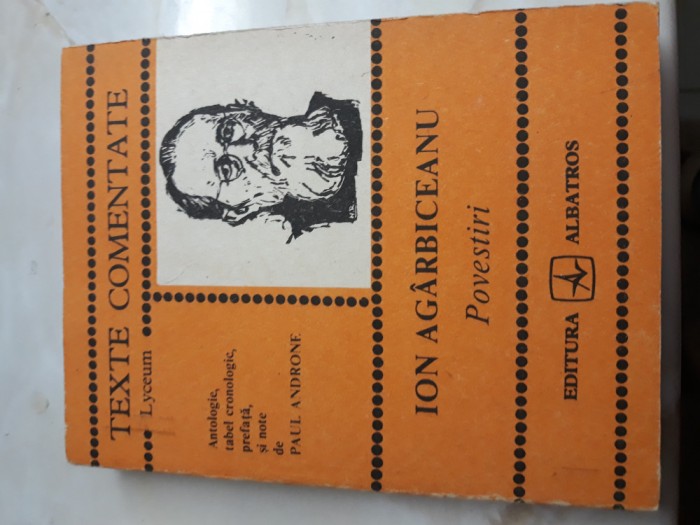 TEXTE COMENTATE
Lyceum
Antologie,
tabel cronologic,
prefață,
și note
de
PAUL ANDRONE
ION AGÂRBICEANU
Povestiri
EDITURA ALBATROS